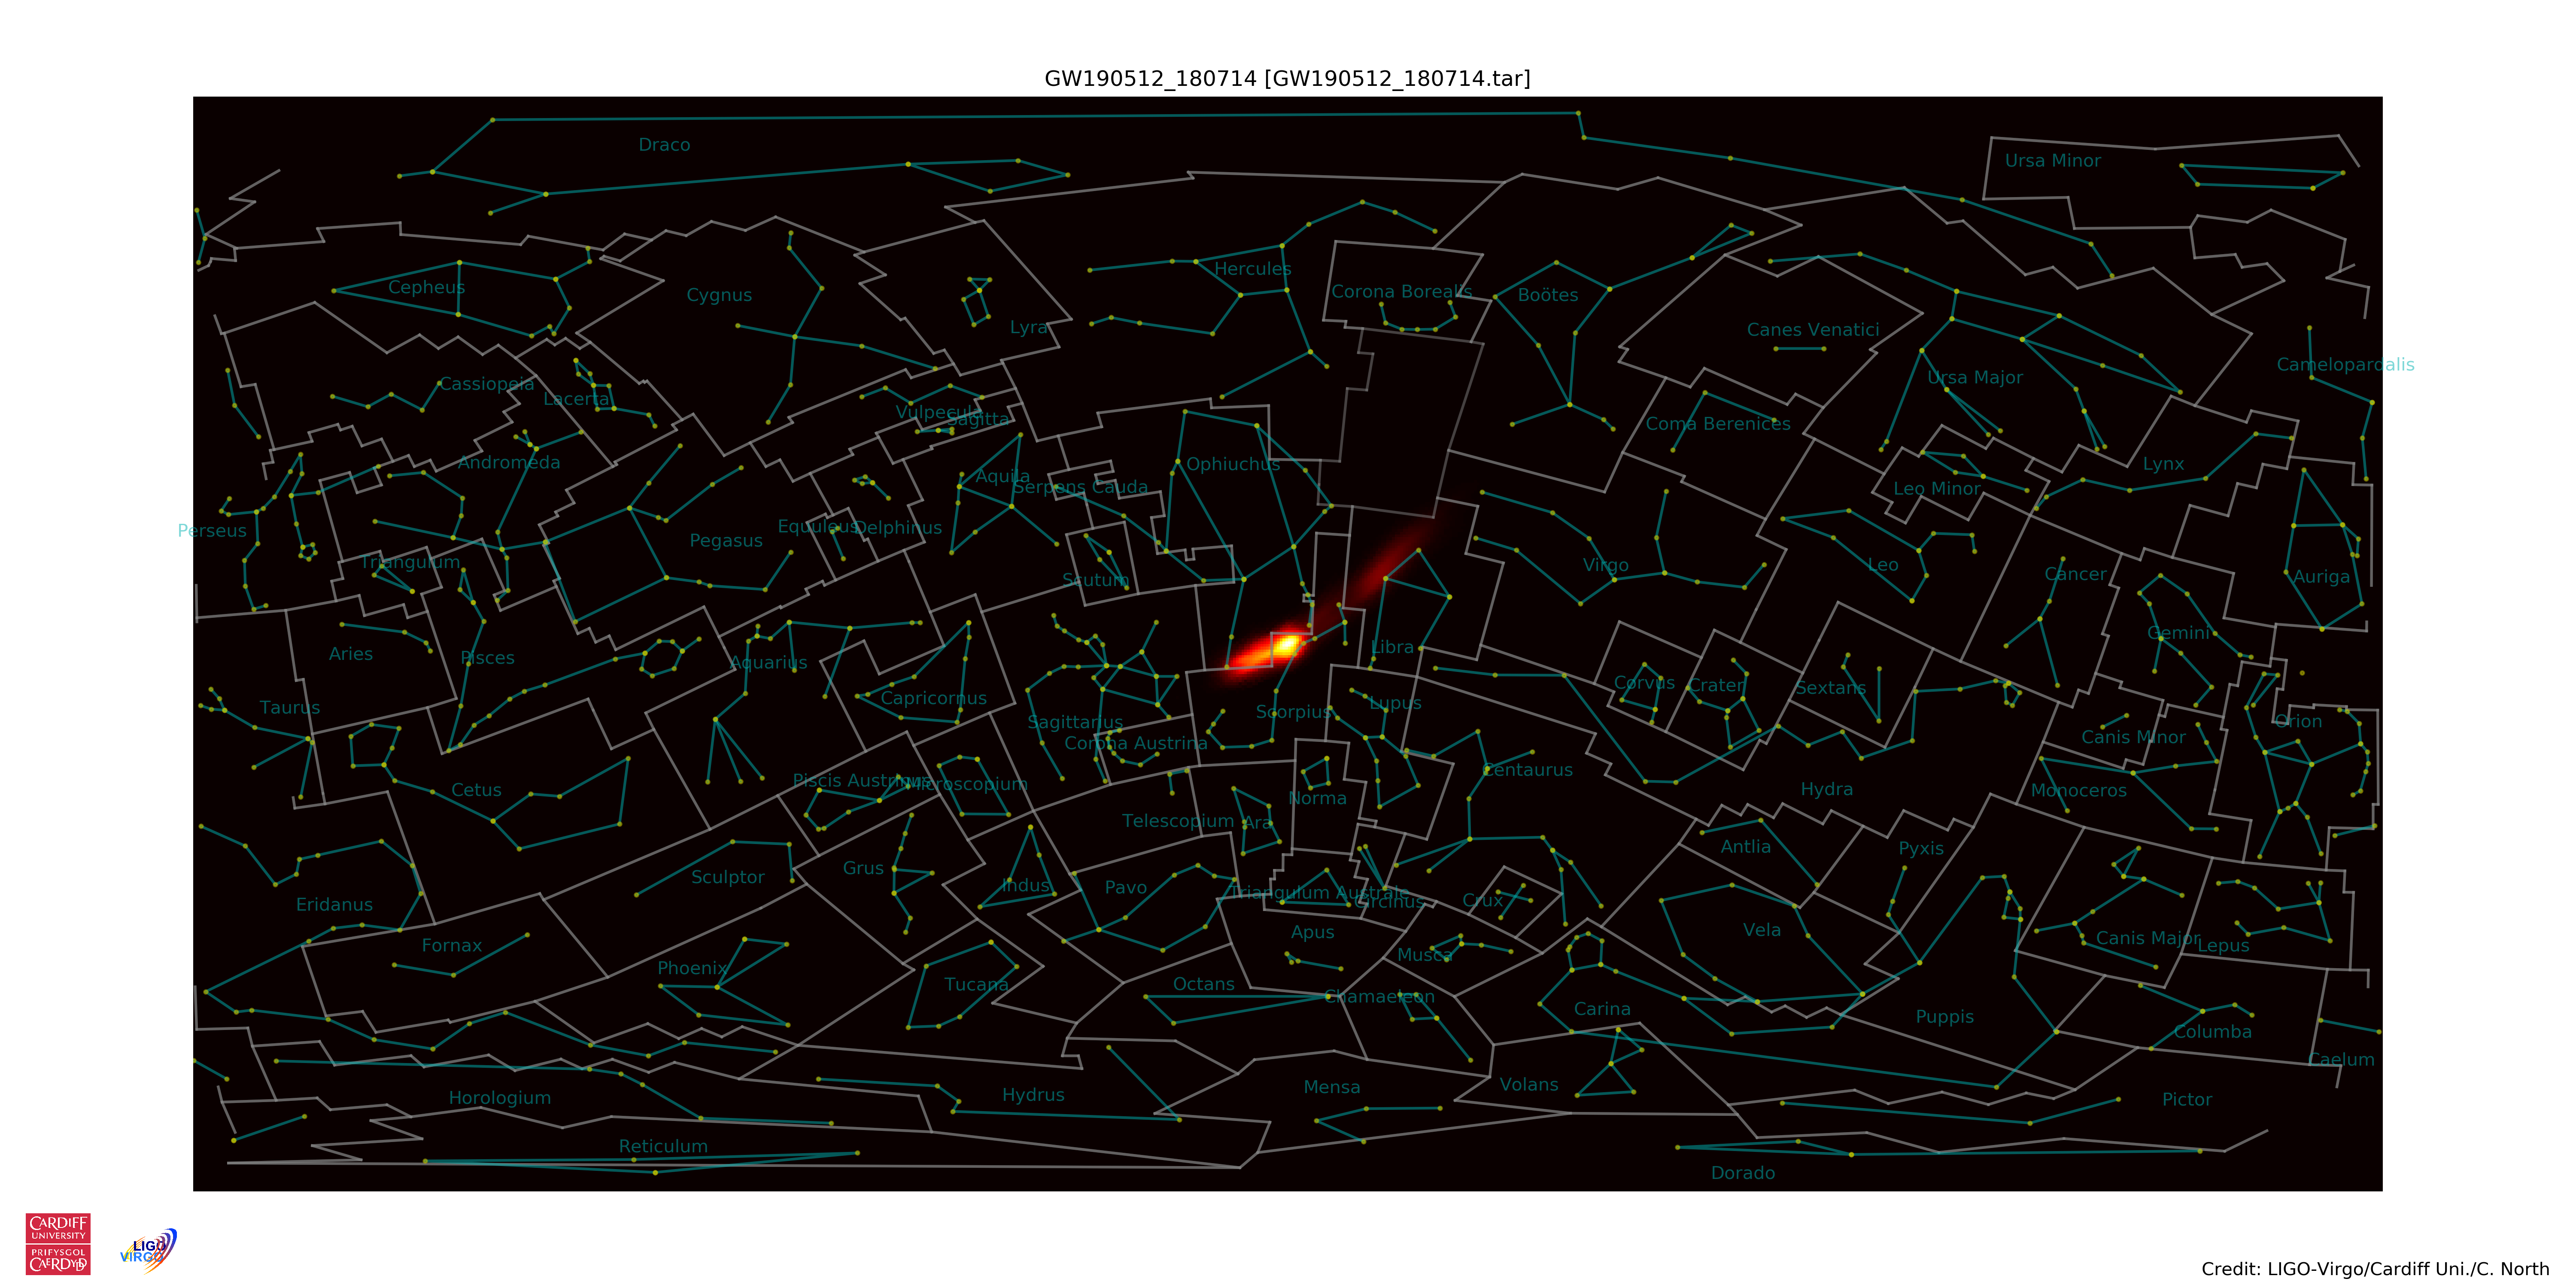 GW190512_180714 [GW190512_180714.tar]
Draco
Ursa Minor
Hercules
Cepheus
Cygnus
Corona Borealis
Boötes
Lyra
Canes Venatici
Camelopardalis
Cassiopeia
Ursa Major
Lacerta
Vulpecula
Sagitta
Coma Berenices
Andromeda
Ophiuchus
Lynx
Aquila
Serpens Cauda
Leo Minor
Perseus
Equuleus
Delphinus
Pegasus
Triangulum
Scutum
Virgo
Leo
Cancer
Auriga
Aries
Pisces
Aquarius
Libra
Gemini
Taurus
Capricornus
Sagittarius
Scorpius
Lupus
Corvus
Crater
Sextans
Orion
Corona Austrina
Canis Minor
Cetus
Piscis Austrinus
Microscopium
Centaurus
Norma
Hydra
Monoceros
Telescopium
Ara
Antlia
Pyxis
Sculptor
Grus
Indus
Pavo
Triangulum Australe
Circinus
Crux
Eridanus
Fornax
Apus
Vela
Canis Major
Lepus
Musca
Phoenix
Tucana
Octans
Chamaeleon
Carina
Puppis
Columba
Caelum
Horologium
Hydrus
Mensa
Volans
Pictor
Reticulum
Dorado
CARDIFF
UNIVERSITY
PRIFYSGOL
CAERDYDD
LIGO
VIRGO
Credit: LIGO-Virgo/Cardiff Uni./C. North